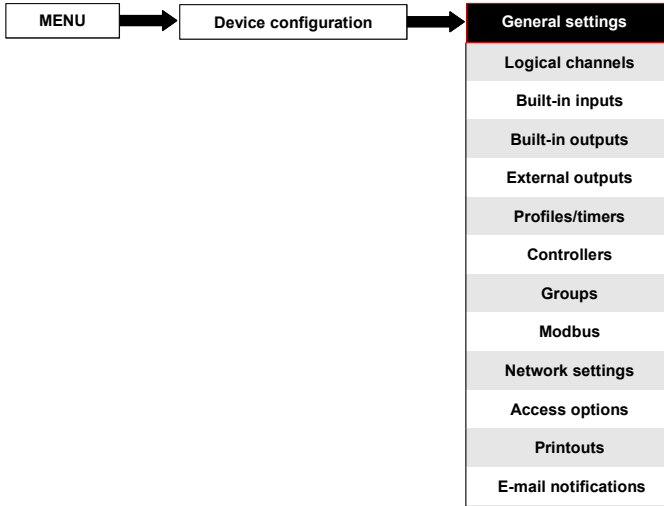 MENU
Device configuration
General settings
Logical channels
Built-in inputs
Built-in outputs
External outputs
Profiles/timers
Controllers
Groups
Modbus
Network settings
Access options
Printouts
E-mail notifications